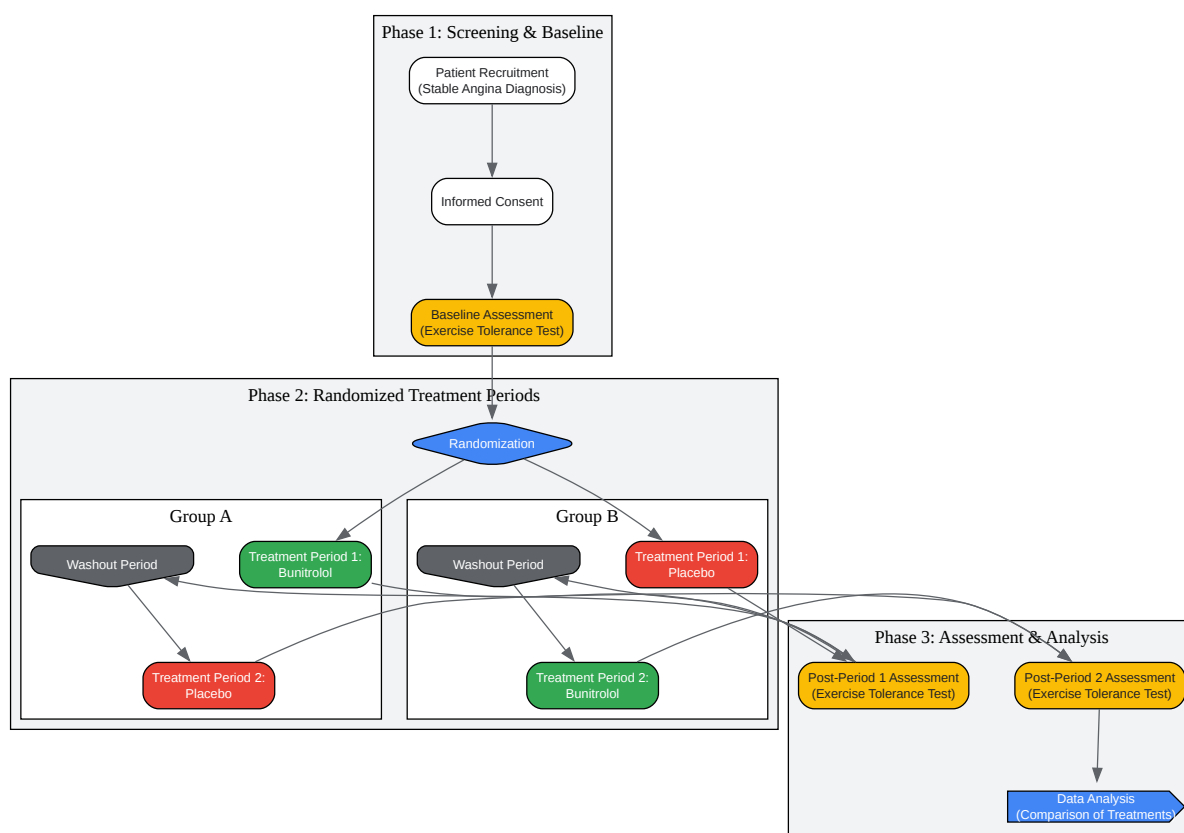 Phase 1: Screening & Baseline
Patient Recruitment
(Stable Angina Diagnosis)
Informed Consent
Baseline Assessment
(Exercise Tolerance Test)
Phase 2: Randomized Treatment Periods
Randomization
Group A
Washout Period
Treatment Period 1:
Bunitrolol
Treatment Period 2:
Placebo
Group B
Washout Period
Treatment Period 1:
Placebo
Treatment Period 2:
Bunitrolol
Phase 3: Assessment & Analysis
Post-Period 1 Assessment
(Exercise Tolerance Test)
Post-Period 2 Assessment
(Exercise Tolerance Test)
Data Analysis
(Comparison of Treatments)